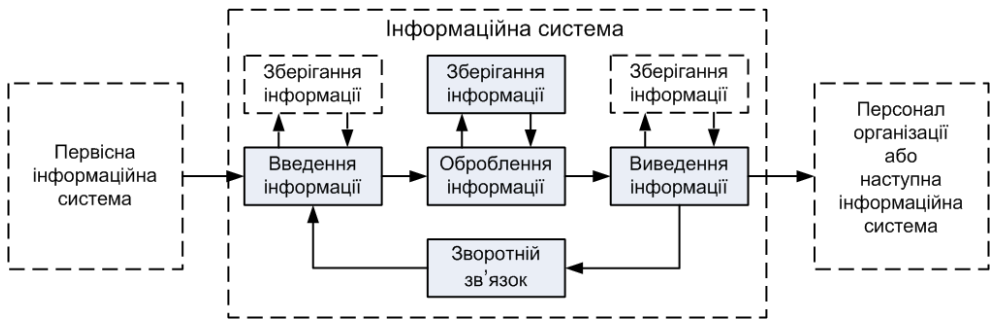 Інформаційна система
Зберігання
інформації
Зберігання
інформації
Зберігання
інформації
Первісна
інформаційна
система
Введення
інформації
Оброблення
інформації
Виведення
інформації
Персонал
організації
або
наступна
інформаційна
система
Зворотній
зв’язок